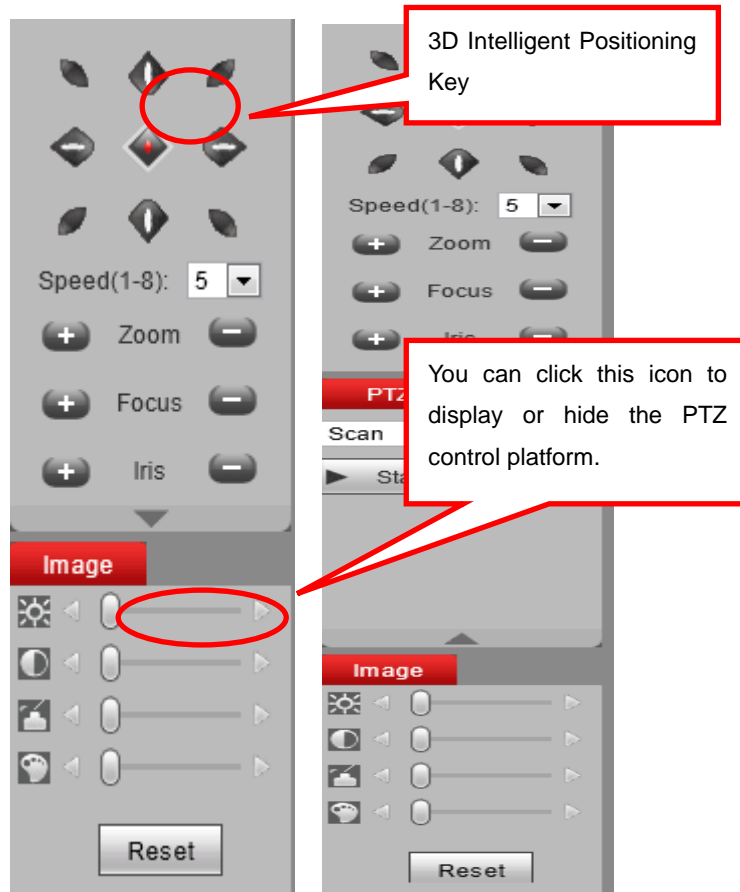 3D Intelligent Positioning
Key
Speed(1-8): 5
Zoom
Focus
Iris
Image
Reset
Speed(1-8): 5
Zoom
Focus
You can click this icon to
display or hide the PTZ
control platform.
PTZ
Scan
Image
Reset